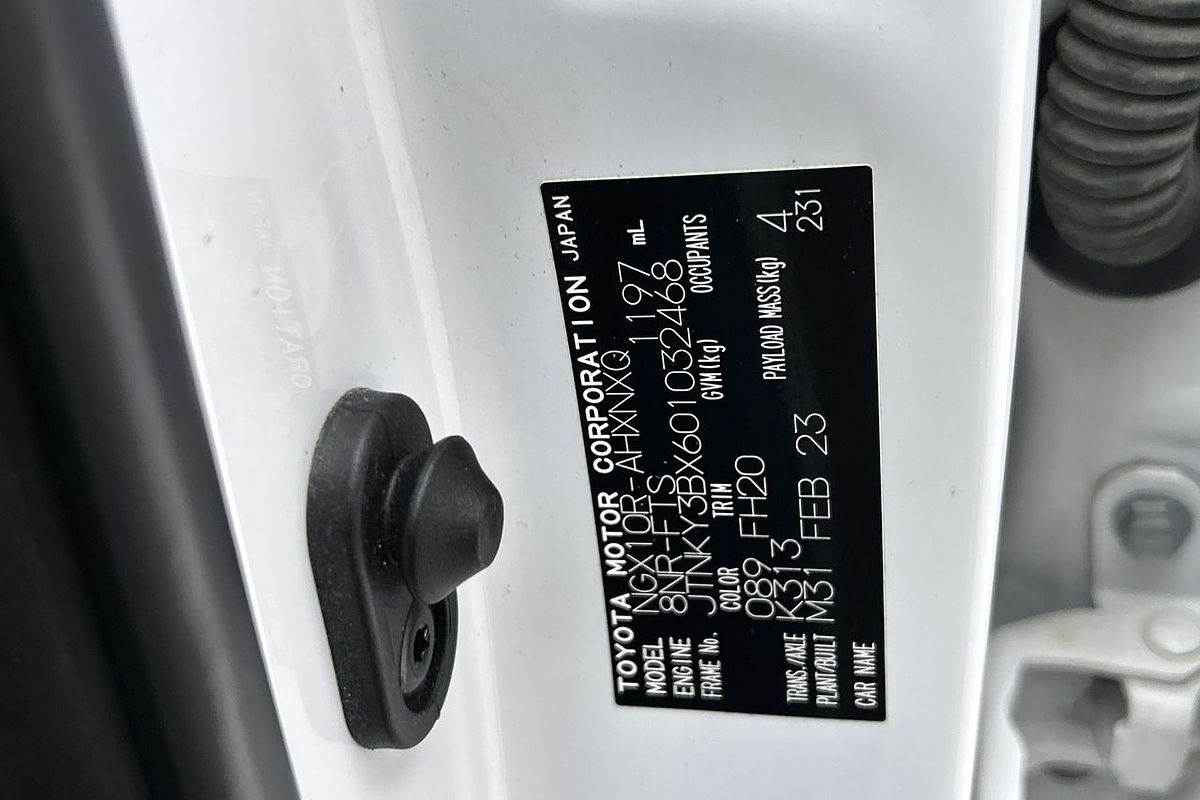 TOYOTA MOTOR CORPORATION JAPAN
MODEL NGX10R-AHXNXQ
ENGINE 8NR-FTS. 1197 mL
FRAME No. JTNKY3BX601032468
COLOR TRIM GVM(kg) OCCUPANTS
089 FH20 4
TRANS./AXLE K313 PAYLOAD MASS(kg) 231
PLANT/BUILT M31 FEB 23
CAR NAME